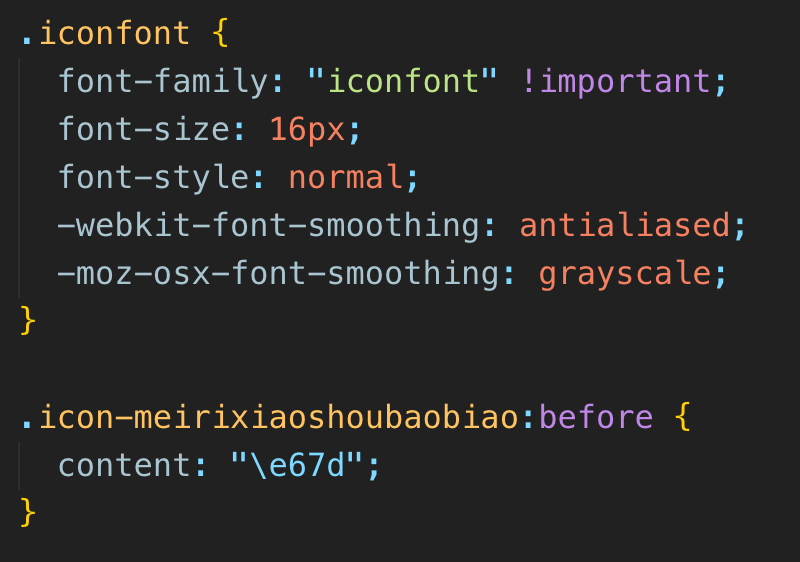 .iconfont {
  font-family: "iconfont" !important;
  font-size: 16px;
  font-style: normal;
  -webkit-font-smoothing: antialiased;
  -moz-osx-font-smoothing: grayscale;
}

.icon-meirixiaoshoubaobiao:before {
  content: "\e67d";
}